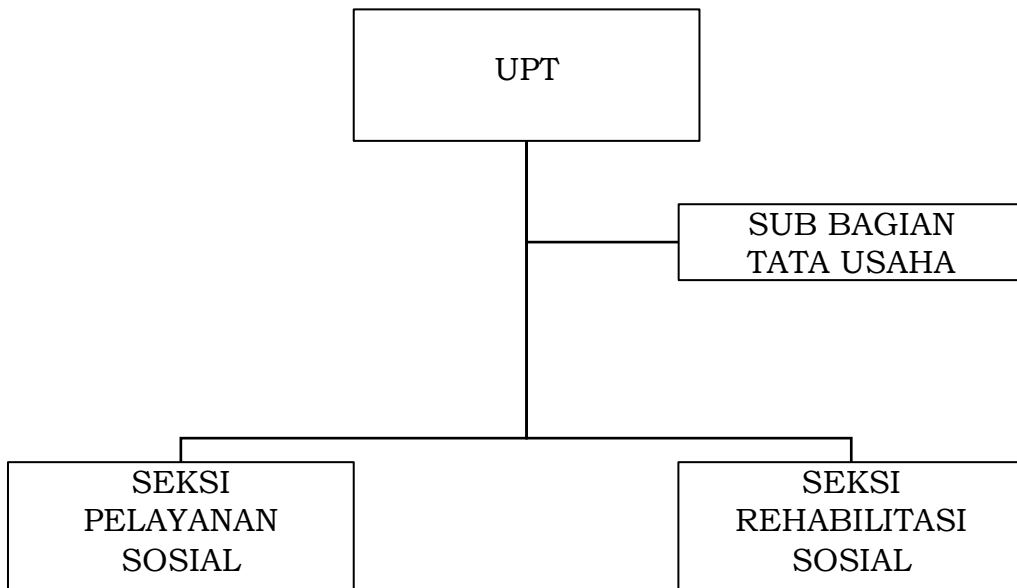 UPT
SUB BAGIAN
TATA USAHA
SEKSI
PELAYANAN
SOSIAL
SEKSI
REHABILITASI
SOSIAL